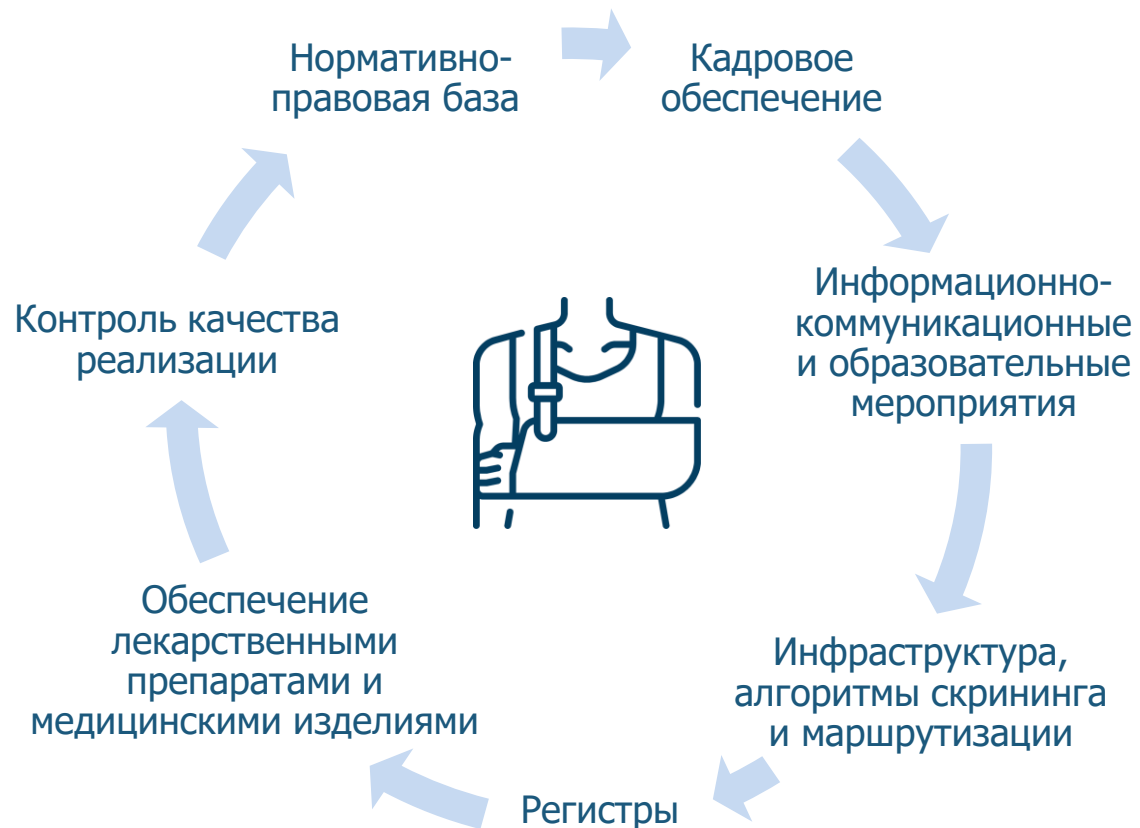 Нормативно-
правовая база
Кадровое
обеспечение
Информационно-
коммуникационные
и образовательные
мероприятия
Инфраструктура,
алгоритмы скрининга
и маршрутизации
Регистры
Обеспечение
лекарственными
препаратами и
медицинскими изделиями
Контроль качества
реализации